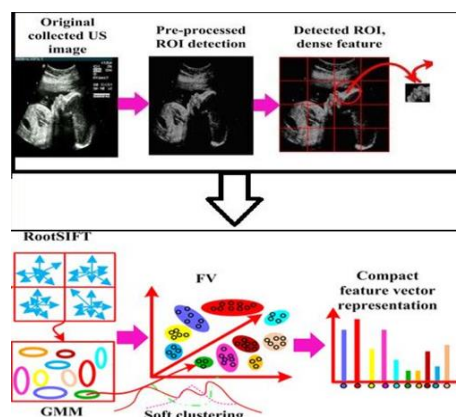 Original
collected US
image
Pre-processed
ROI detection
Detected ROI,
dense feature
RootSIFT
GMM
FV
Soft clustering
Compact
feature vector
representation